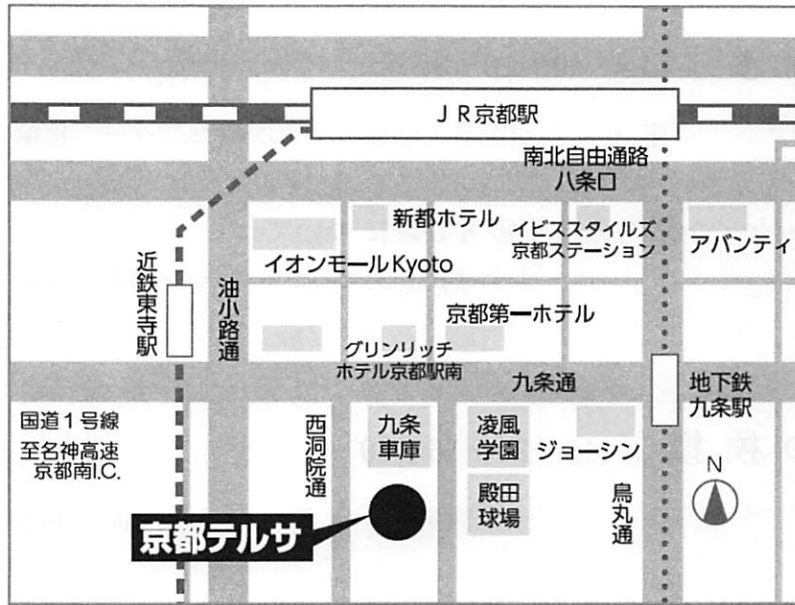 JR京都駅
南北自由通路
八条口
新都ホテル
イビススタイルズ
京都ステーション
アバンティ
イオンモールKyoto
近鉄東寺駅
油小路通
京都第一ホテル
グリンリッチ
ホテル京都駅南
九条通
地下鉄
九条駅
国道1号線
至名神高速
京都南I.C.
西洞院通
九条
車庫
凌風
学園
ジョーシン
殿田
球場
烏丸通
N
京都テルサ